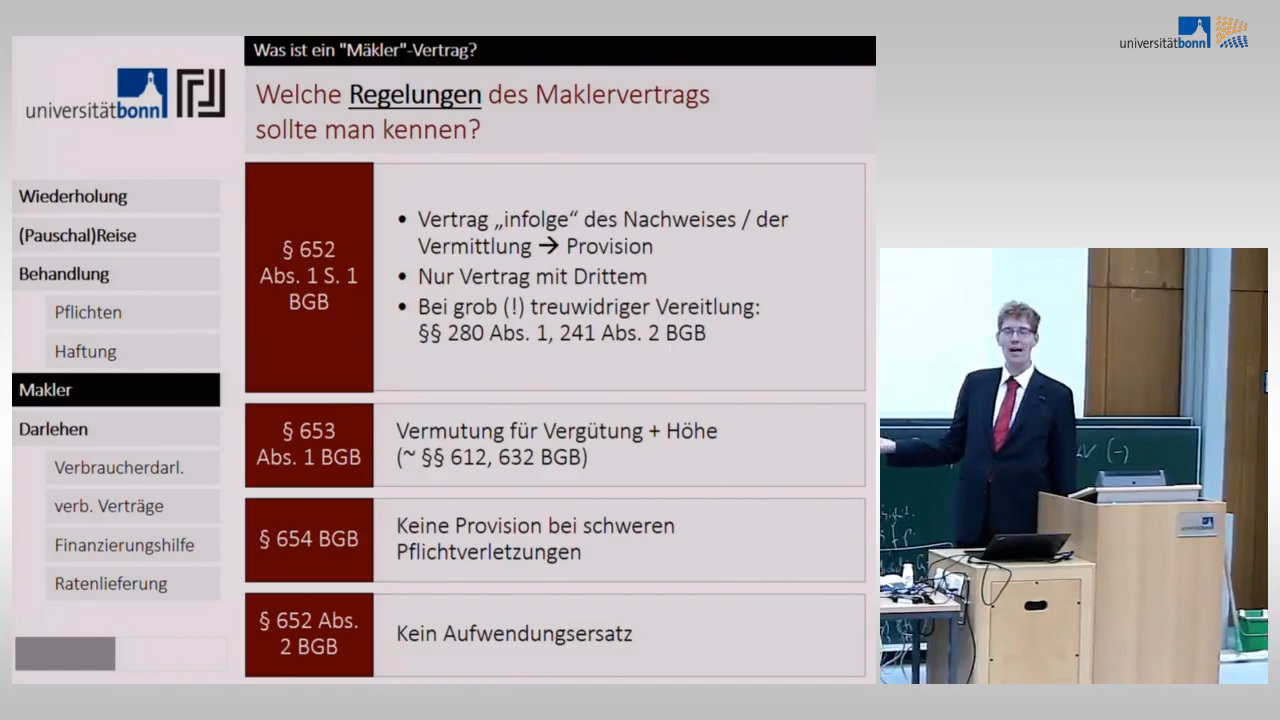 universitätbonn
Was ist ein "Mäkler"-Vertrag?
universitätbonn
Welche Regelungen des Maklervertrags
sollte man kennen?
Wiederholung
(Pauschal)Reise
Behandlung
Pflichten
Haftung
Makler
Darlehen
Verbraucherdarl.
verb. Verträge
Finanzierungshilfe
Ratenlieferung
§ 652
Abs. 1 S. 1
BGB
• Vertrag „infolge“ des Nachweises / der
Vermittlung → Provision
• Nur Vertrag mit Drittem
• Bei grob (!) treuwidriger Vereitlung:
§§ 280 Abs. 1, 241 Abs. 2 BGB
§ 653
Abs. 1 BGB
Vermutung für Vergütung + Höhe
(~ §§ 612, 632 BGB)
§ 654 BGB
Keine Provision bei schweren
Pflichtverletzungen
§ 652 Abs.
2 BGB
Kein Aufwendungsersatz
(-)